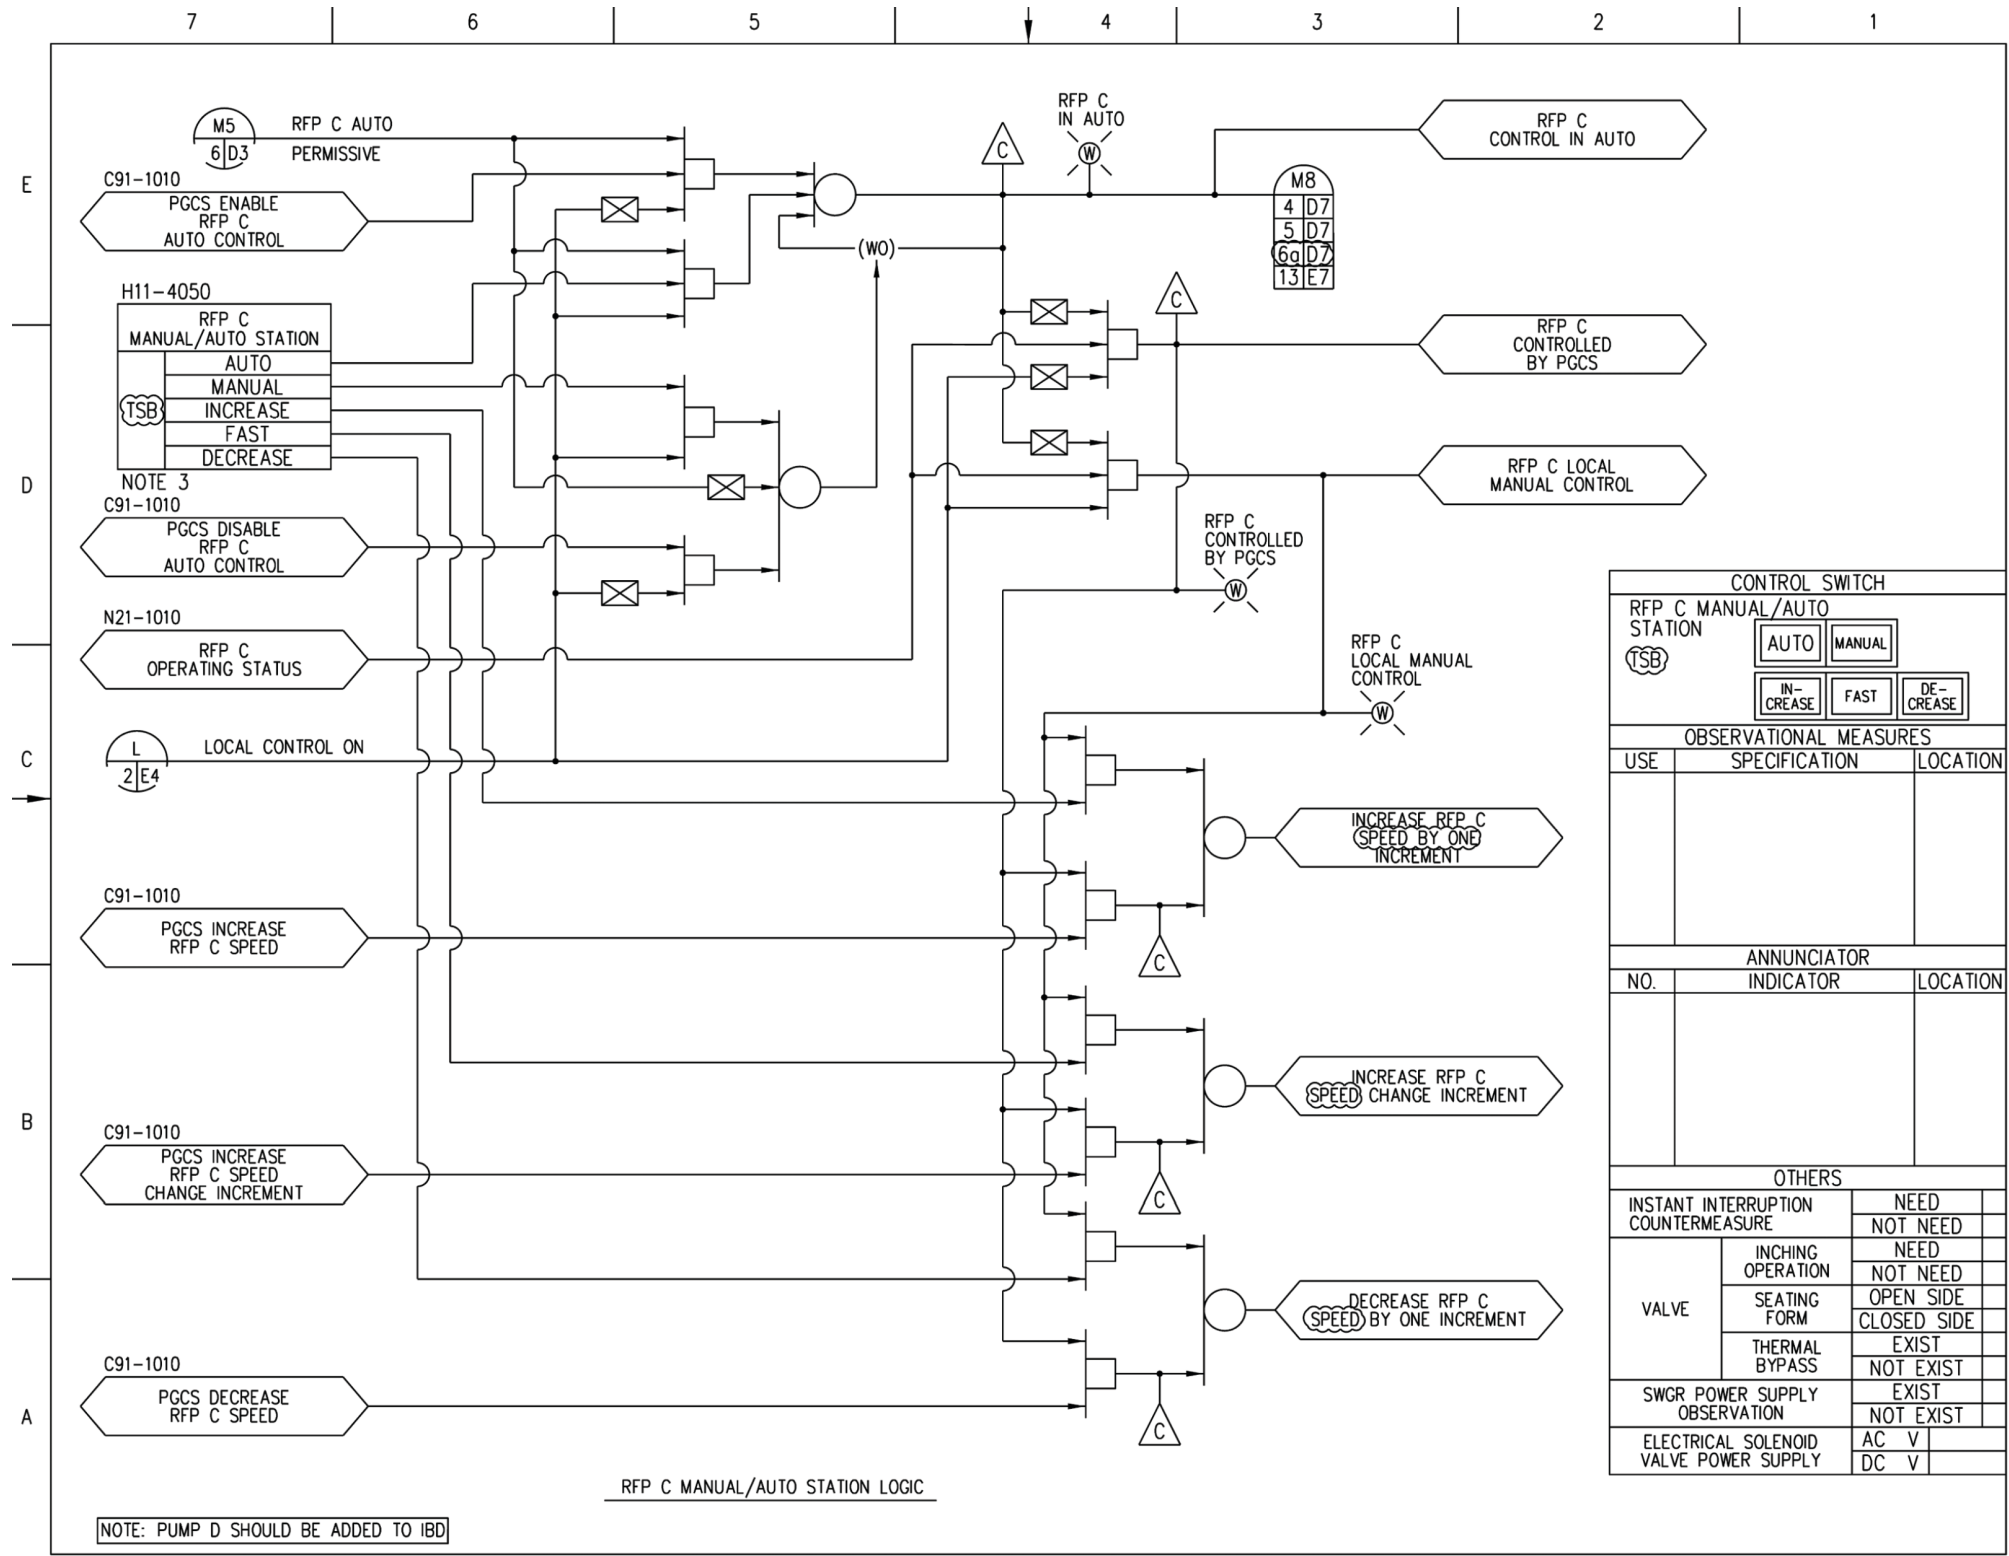 7 6 5 4 3 2 1
E
D
C
B
A
M5
6 D3
RFP C AUTO
PERMISSIVE
C91-1010
PGCS ENABLE
RFP C
AUTO CONTROL
H11-4050
RFP C
MANUAL/AUTO STATION
TSB
AUTO
MANUAL
INCREASE
FAST
DECREASE
NOTE 3
C91-1010
PGCS DISABLE
RFP C
AUTO CONTROL
N21-1010
RFP C
OPERATING STATUS
L
2 E4
LOCAL CONTROL ON
C91-1010
PGCS INCREASE
RFP C SPEED
C91-1010
PGCS INCREASE
RFP C SPEED
CHANGE INCREMENT
C91-1010
PGCS DECREASE
RFP C SPEED
(WO)
C
RFP C
IN AUTO
W
RFP C
CONTROL IN AUTO
M8
4 D7
5 D7
6a D7
13 E7
C
RFP C
CONTROLLED
BY PGCS
RFP C LOCAL
MANUAL CONTROL
RFP C
CONTROLLED
BY PGCS
W
RFP C
LOCAL MANUAL
CONTROL
W
INCREASE RFP C
SPEED BY ONE
INCREMENT
C
INCREASE RFP C
SPEED CHANGE INCREMENT
C
DECREASE RFP C
SPEED BY ONE INCREMENT
C
CONTROL SWITCH
RFP C MANUAL/AUTO
STATION
TSB
AUTO
MANUAL
IN-
CREASE
FAST
DE-
CREASE
OBSERVATIONAL MEASURES
USE SPECIFICATION LOCATION
ANNUNCIATOR
NO. INDICATOR LOCATION
OTHERS
INSTANT INTERRUPTION
COUNTERMEASURE
NEED
NOT NEED
VALVE
INCHING
OPERATION
NEED
NOT NEED
SEATING
FORM
OPEN SIDE
CLOSED SIDE
THERMAL
BYPASS
EXIST
NOT EXIST
SWGR POWER SUPPLY
OBSERVATION
EXIST
NOT EXIST
ELECTRICAL SOLENOID
VALVE POWER SUPPLY
AC V
DC V
RFP C MANUAL/AUTO STATION LOGIC
NOTE: PUMP D SHOULD BE ADDED TO IBD